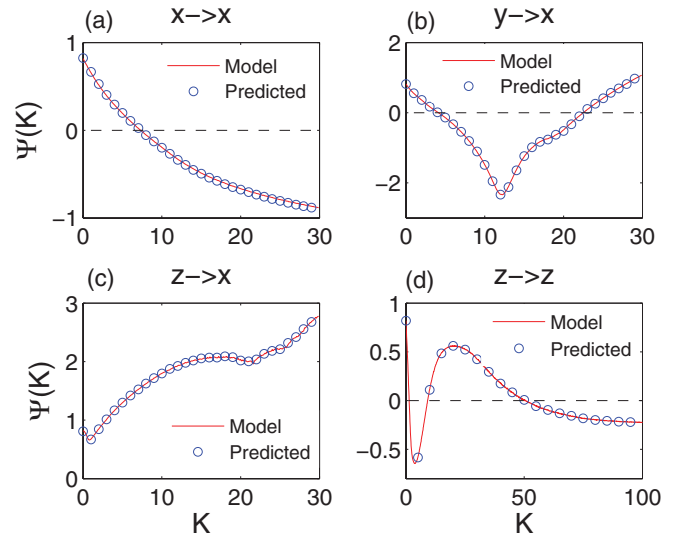 (a) x−>x
1
0
−1
0 10 20 30
Ψ(K)
Model
Predicted
(b) y−>x
2
0
−2
0 10 20 30
Model
Predicted
(c) z−>x
3
2
1
0
0 10 20 30
Ψ(K)
K
Model
Predicted
(d) z−>z
1
0.5
0
−0.5
0 50 100
K
Model
Predicted